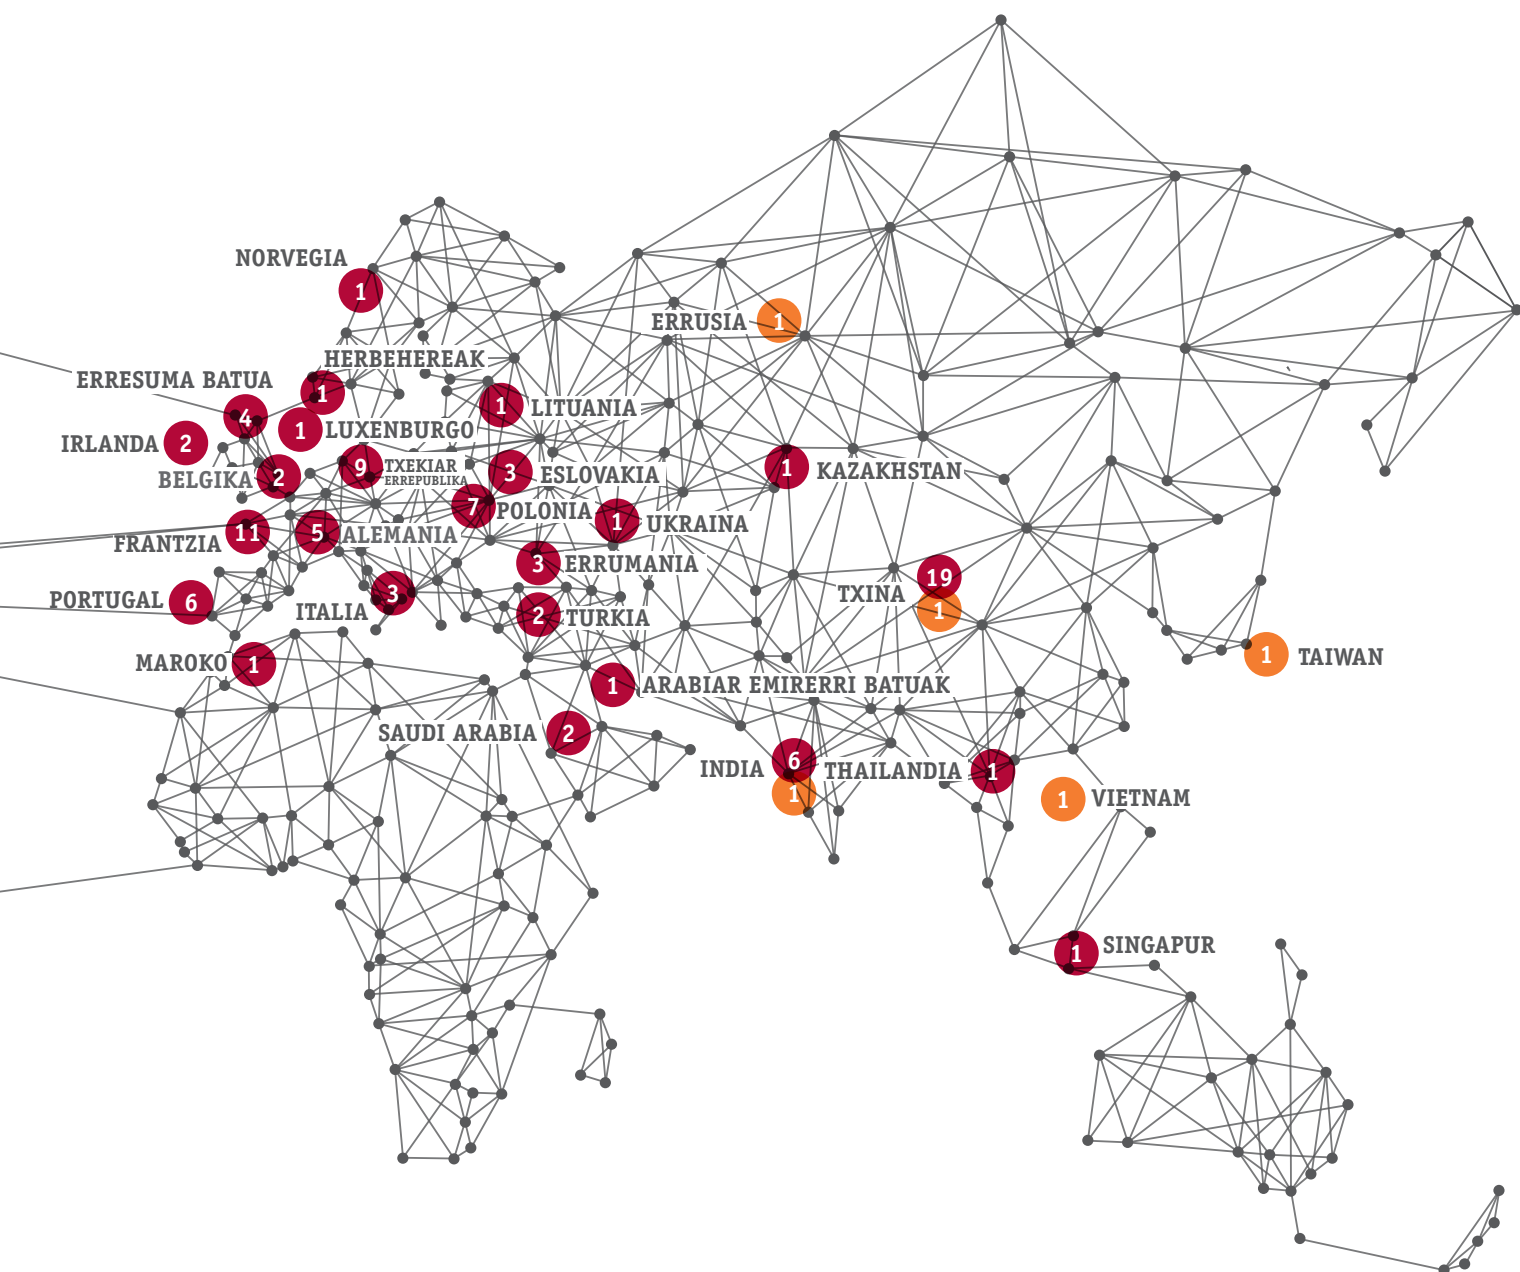 NORVEGIA
1
ERRUSIA 1
HERBEHEREAK
ERRESUMA BATUA
1
1 LITUANIA
4
1 LUXENBURGO
IRLANDA 2
9 TXEKIAR
ERREPUBLIKA
3 ESLOVAKIA
1 KAZAKHSTAN
BELGIKA 2
7 POLONIA
1 UKRAINA
FRANTZIA 11
5 ALEMANIA
3 ERRUMANIA
19
TXINA
1
PORTUGAL 6
ITALIA 3
2 TURKIA
MAROKO 1
1 TAIWAN
1 ARABIAR EMIRERRI BATUAK
SAUDI ARABIA 2
INDIA 6
1
THAILANDIA 1
1 VIETNAM
1 SINGAPUR